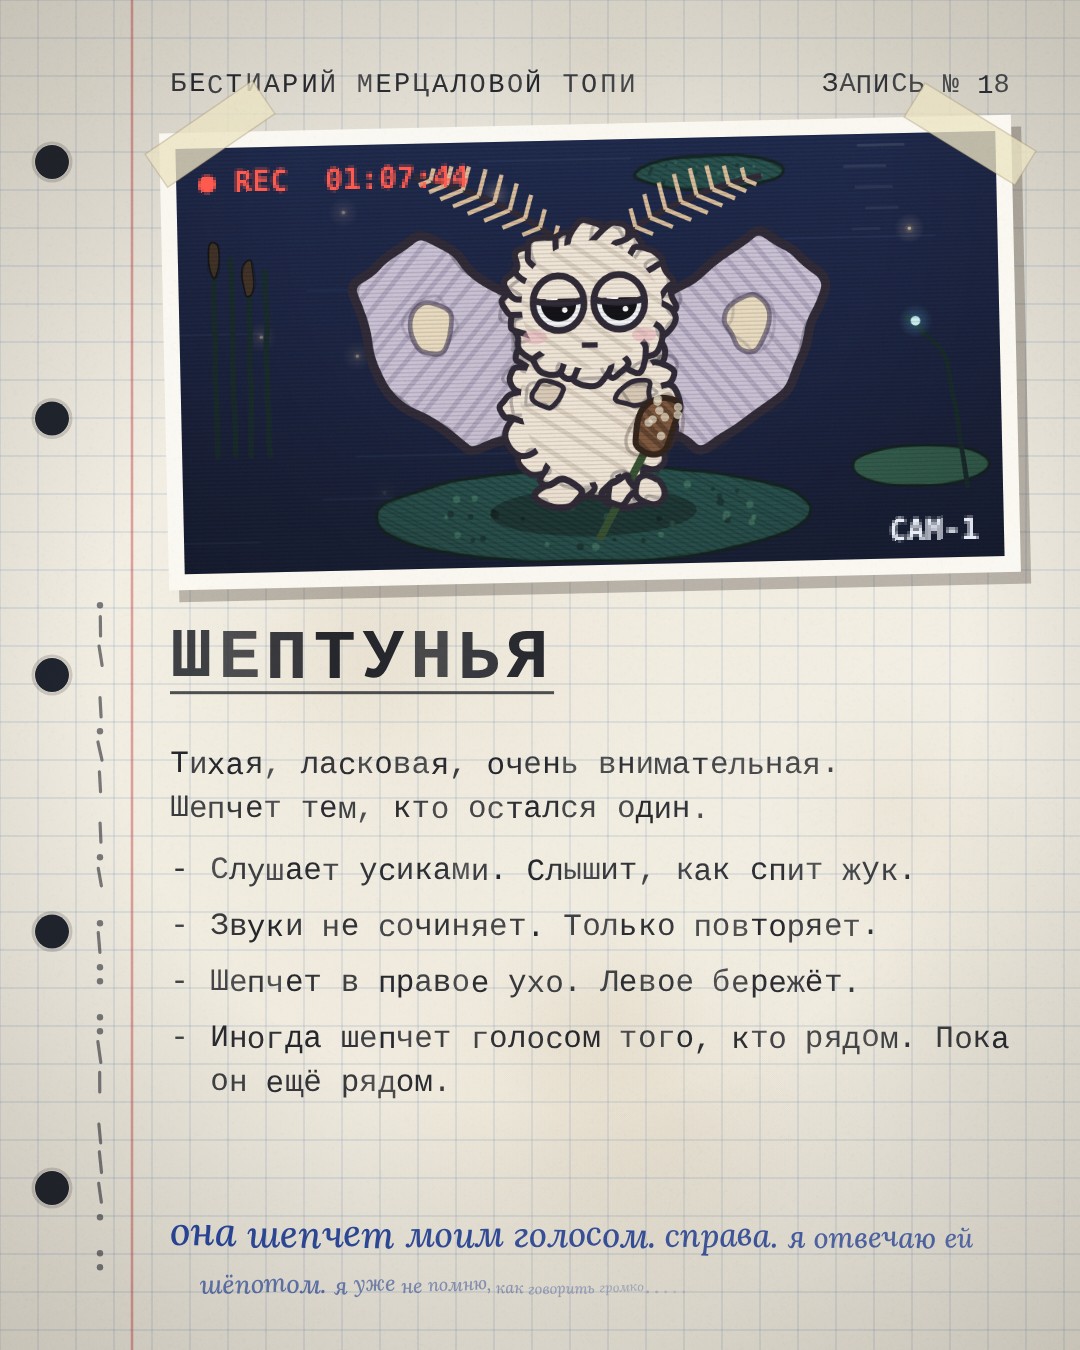 БЕСТИАРИЙ МЕРЦАЛОВОЙ ТОПИ ЗАПИСЬ № 18
REC 01:07:44
CAM-1
ШЕПТУНЬЯ
Тихая, ласковая, очень внимательная.
Шепчет тем, кто остался один.
- Слушает усиками. Слышит, как спит жук.
- Звуки не сочиняет. Только повторяет.
- Шепчет в правое ухо. Левое бережёт.
- Иногда шепчет голосом того, кто рядом. Пока
он ещё рядом.
она шепчет моим голосом. справа. я отвечаю ей
шёпотом. я уже не помню, как говорить громко.....